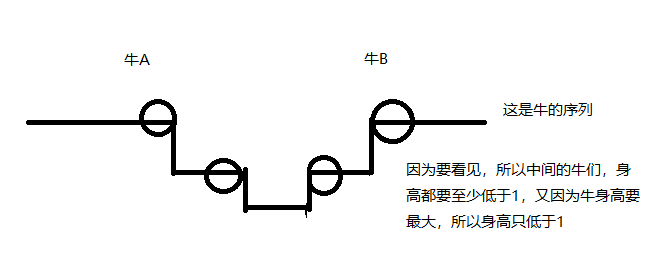 牛A
牛B
这是牛的序列
因为要看见，所以中间的牛们，身
高都要至少低于1，又因为牛身高要
最大，所以身高只低于1